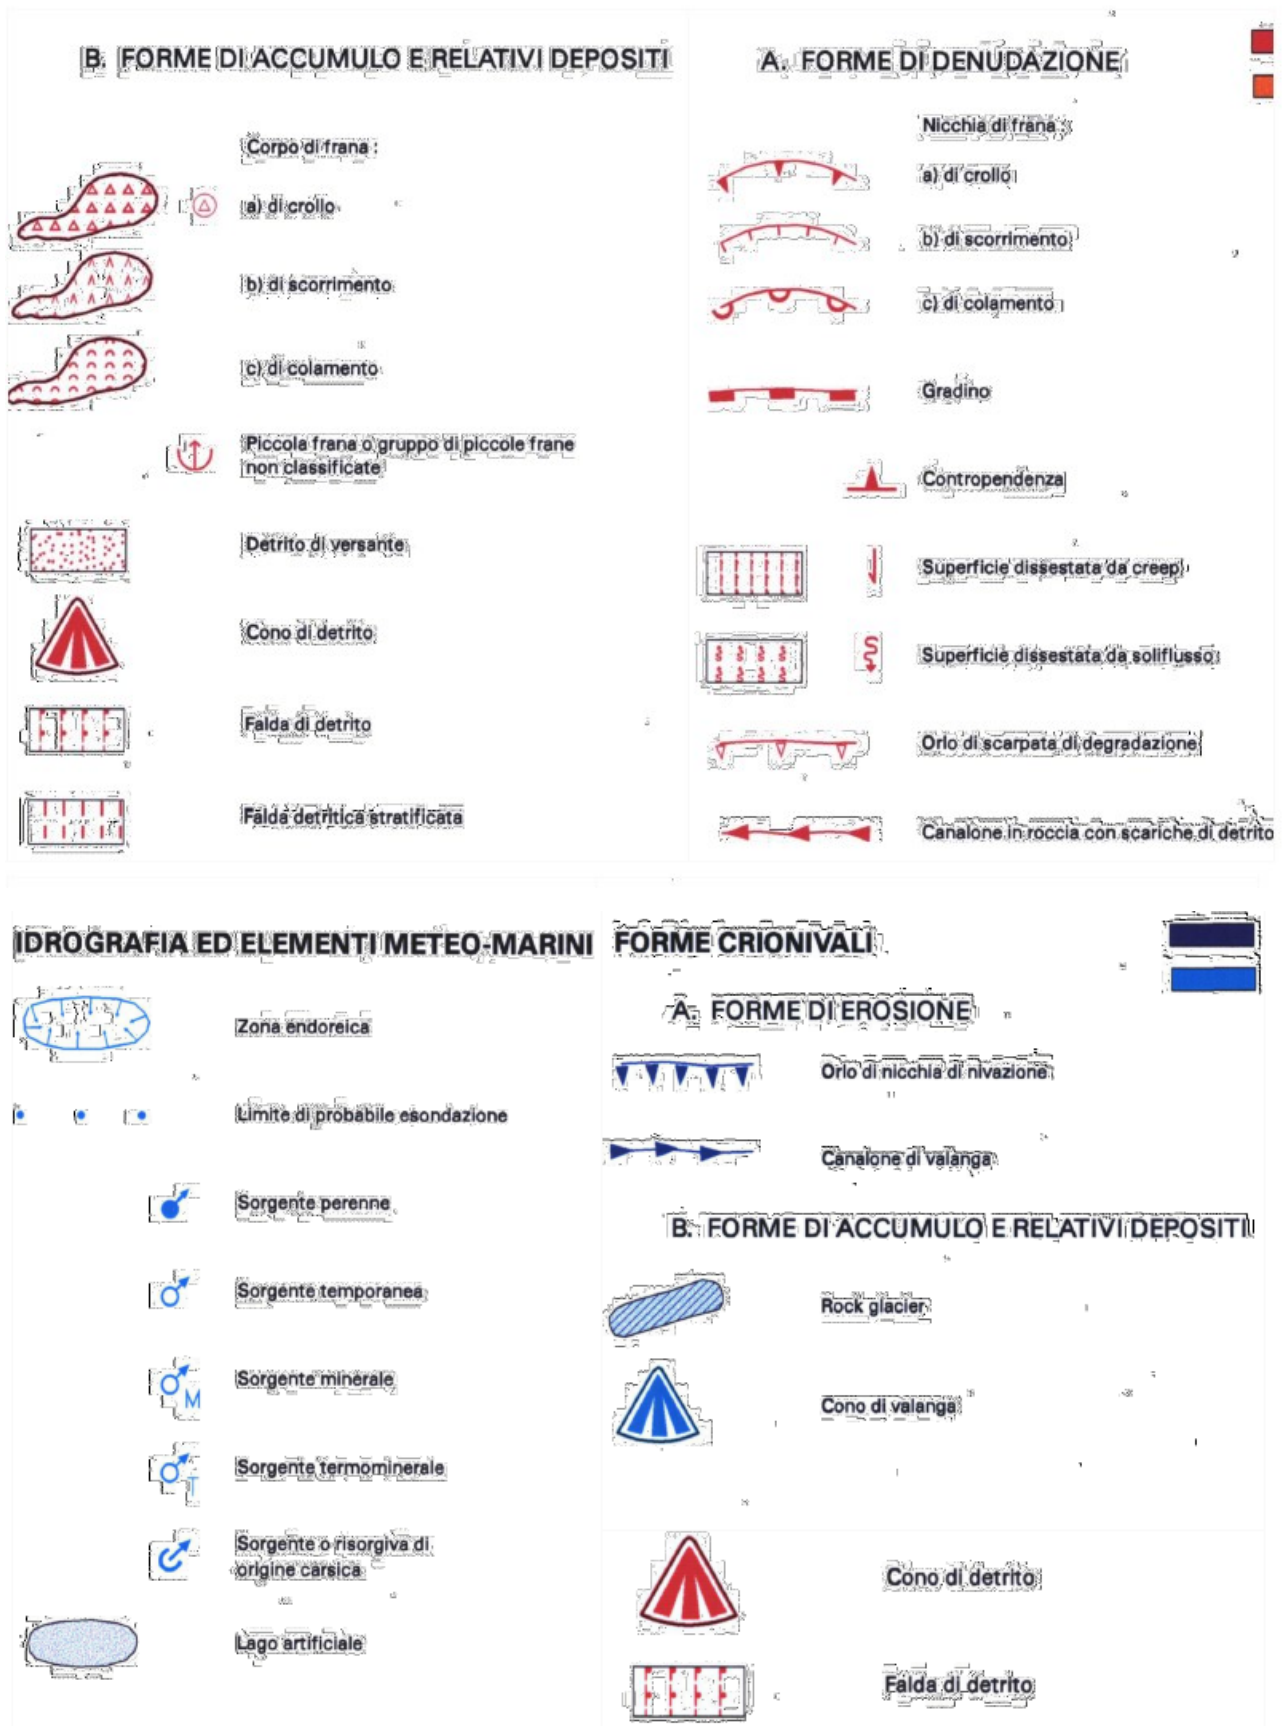 B. FORME DI ACCUMULO E RELATIVI DEPOSITI
Corpo di frana :
a) di crollo
b) di scorrimento
c) di colamento
Piccola frana o gruppo di piccole frane
non classificate
Detrito di versante
Cono di detrito
Falda di detrito
Falda detritica stratificata
A. FORME DI DENUDAZIONE
Nicchia di frana :
a) di crollo
b) di scorrimento
c) di colamento
Gradino
Contropendenza
Superficie dissestata da creep
Superficie dissestata da soliflusso
Orlo di scarpata di degradazione
Canalone in roccia con scariche di detrito
IDROGRAFIA ED ELEMENTI METEO-MARINI
Zona endoreica
Limite di probabile esondazione
Sorgente perenne
Sorgente temporanea
Sorgente minerale
M
Sorgente termominerale
T
Sorgente o risorgiva di
origine carsica
Lago artificiale
FORME CRIONIVALI
A. FORME DI EROSIONE
Orlo di nicchia di nivazione
Canalone di valanga
B. FORME DI ACCUMULO E RELATIVI DEPOSITI
Rock glacier
Cono di valanga
Cono di detrito
Falda di detrito